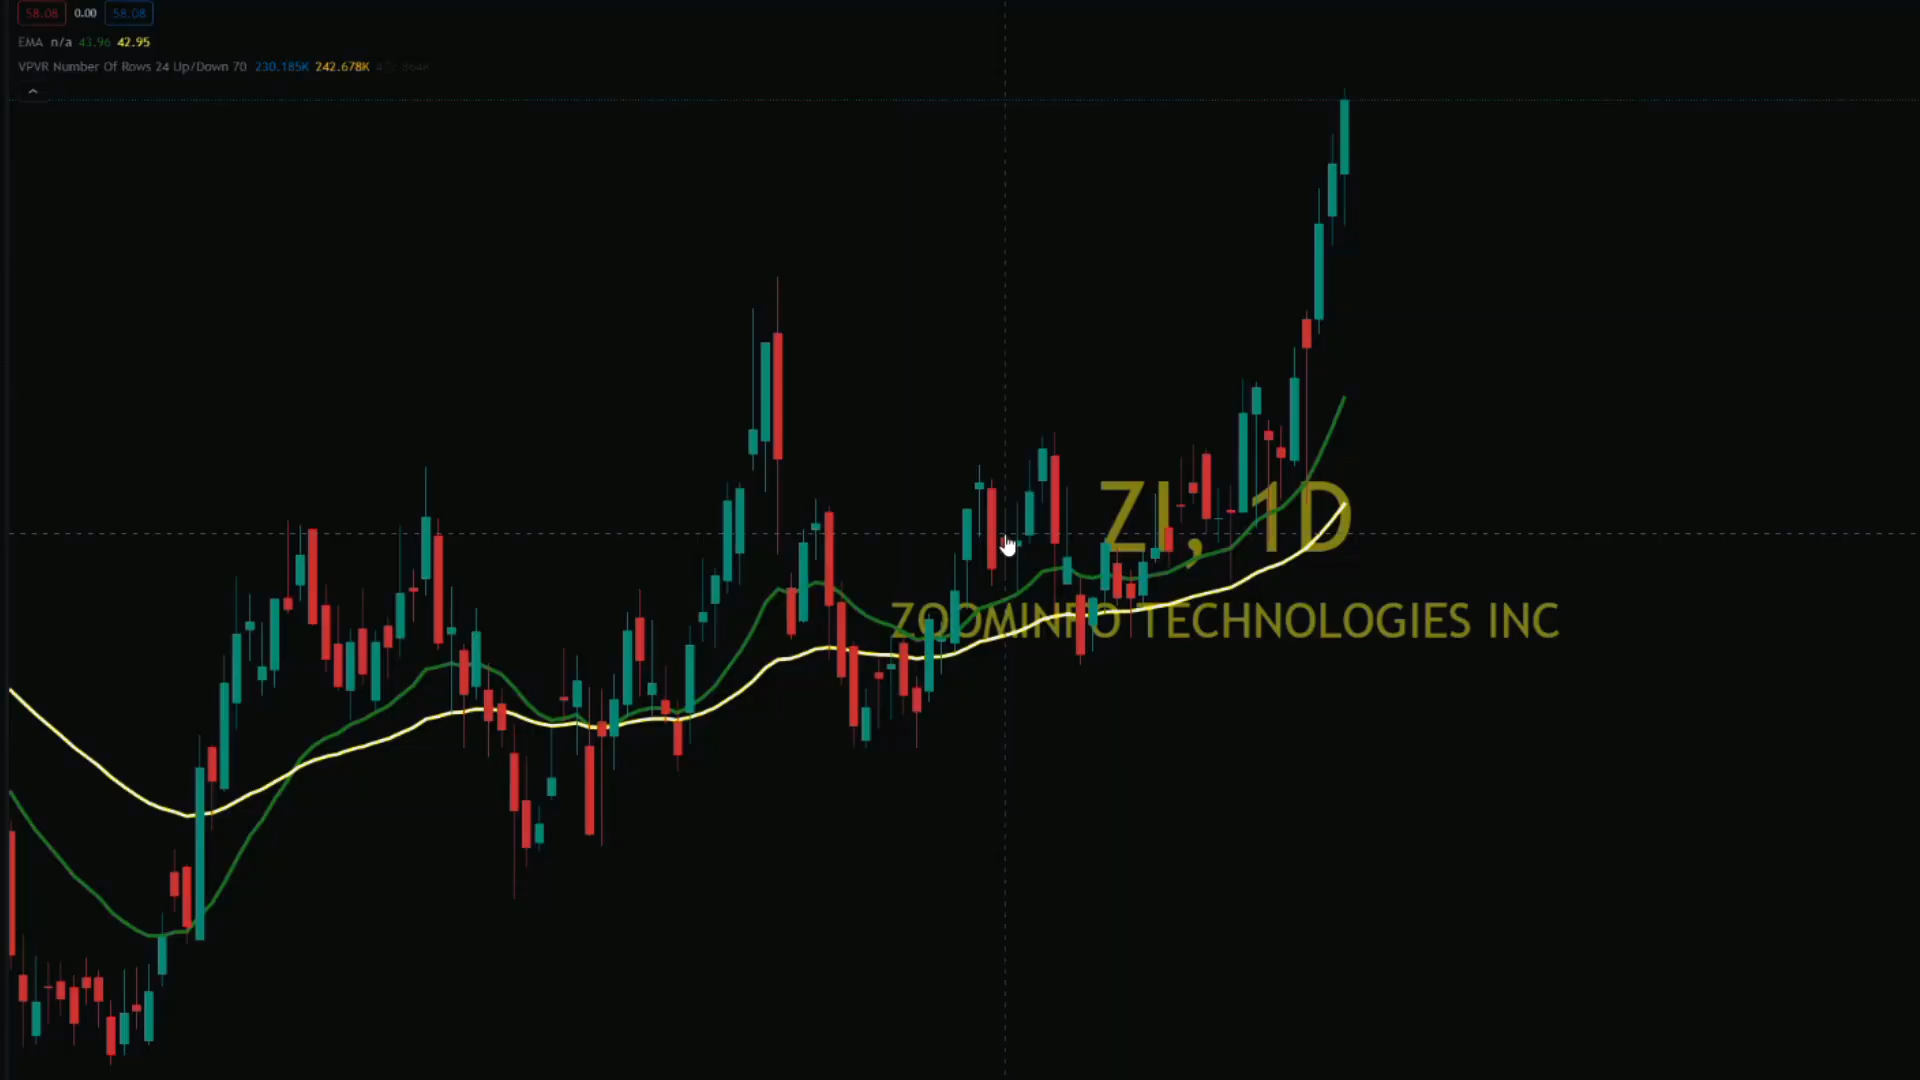 58.08 0.00 58.08
EMA n/a 43.96 42.95
VPVR Number Of Rows 24 Up/Down 70 230.185K 242.678K
ZI, 1D
ZOOMINFO TECHNOLOGIES INC